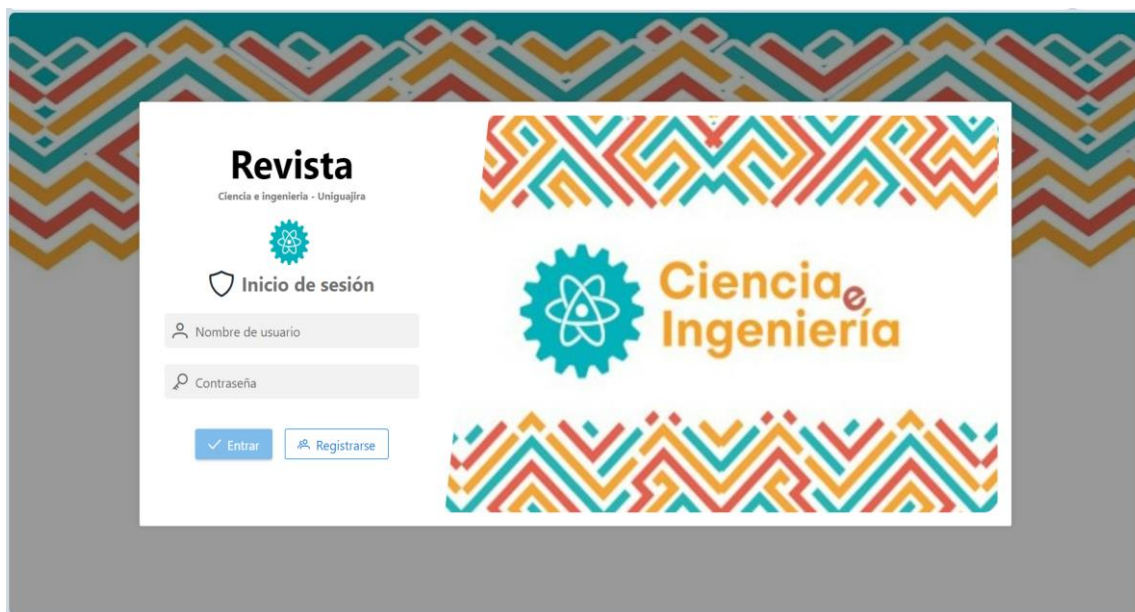 Revista
Ciencia e ingenieria - Uniguajira
Inicio de sesión
Nombre de usuario
Contraseña
Entrar
Registrarse
Ciencia e
Ingeniería